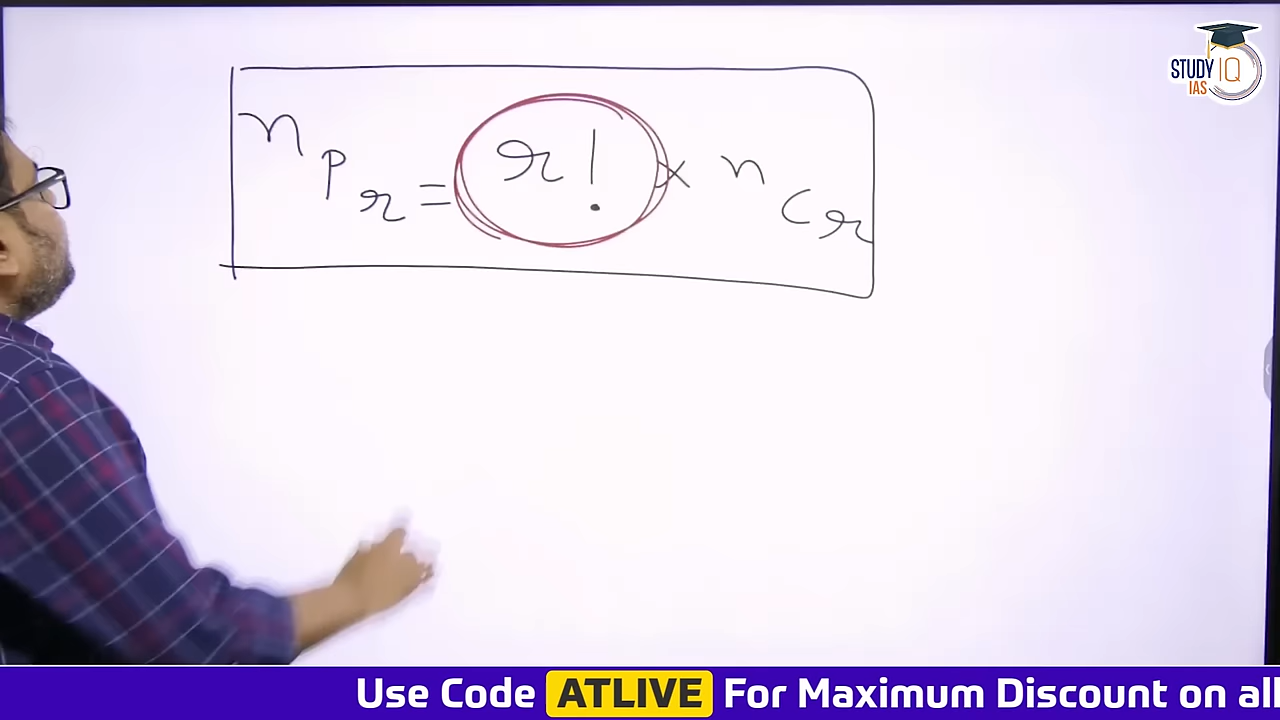 STUDY IQ
IAS
nPr = r! × nCr
Use Code ATLIVE For Maximum Discount on all